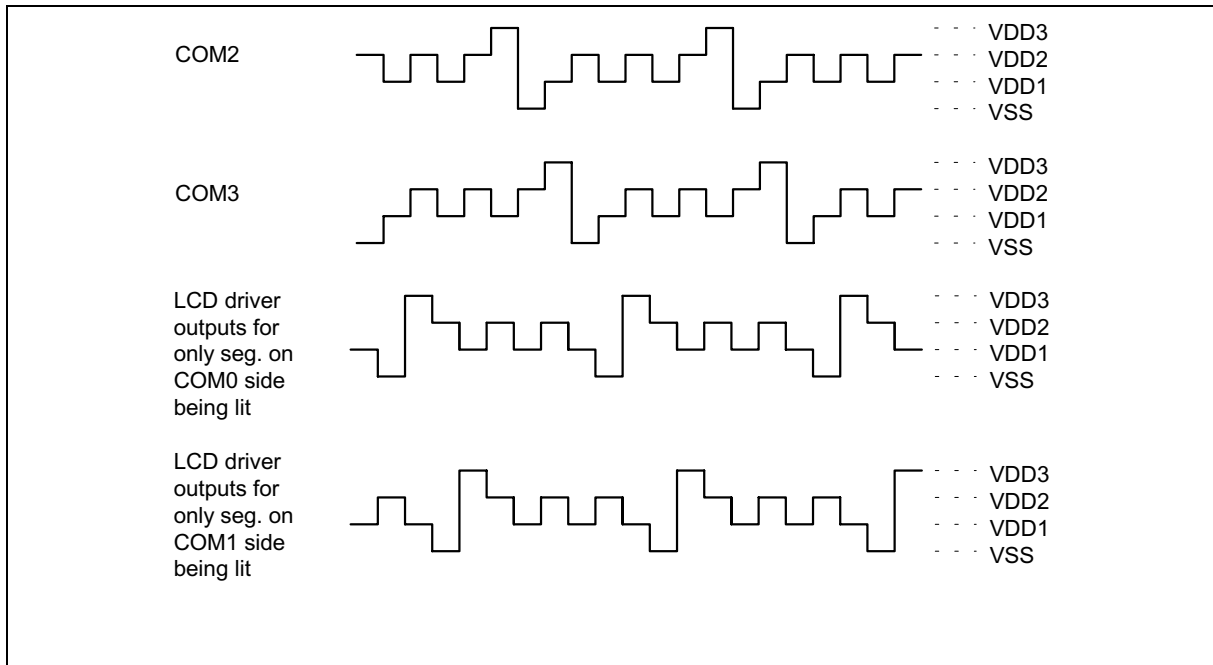 COM2
VDD3
VDD2
VDD1
VSS
COM3
VDD3
VDD2
VDD1
VSS
LCD driver
outputs for
only seg. on
COM0 side
being lit
VDD3
VDD2
VDD1
VSS
LCD driver
outputs for
only seg. on
COM1 side
being lit
VDD3
VDD2
VDD1
VSS